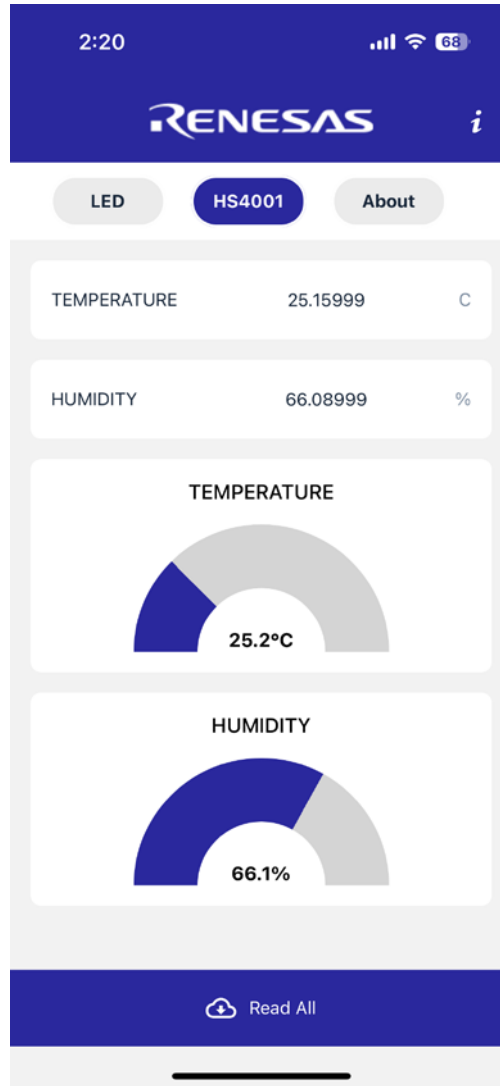 2:20 68
RENESAS i
LED HS4001 About
TEMPERATURE 25.15999 C
HUMIDITY 66.08999 %
TEMPERATURE
25.2°C
HUMIDITY
66.1%
Read All